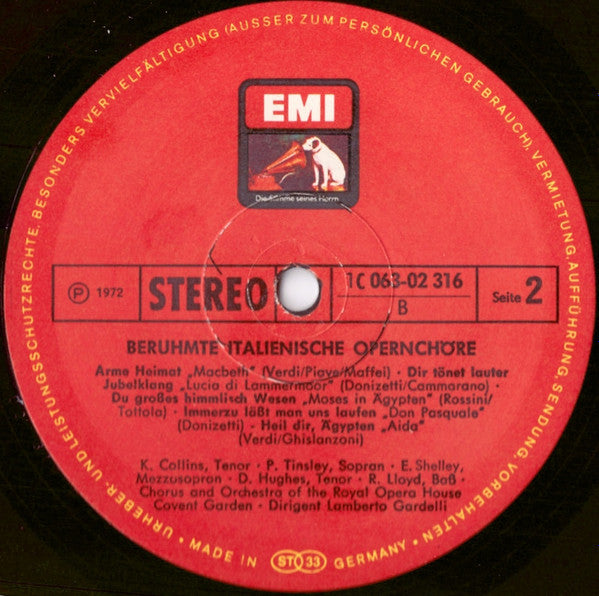 URHEBER- UND LEISTUNGSSCHUTZRECHTE, BESONDERS VERVIELFÄLTIGUNG (AUSSER ZUM PERSÖNLICHEN GEBRAUCH), VERMIETUNG, AUFFÜHRUNG, SENDUNG, VORBEHALTEN ·
EMI
Die Stimme seines Herrn
Ⓟ 1972
STEREO
1C 063-02 316
B
Seite 2
BERUHMTE ITALIENISCHE OPERNCHÖRE
Arme Heimat „Macbeth" (Verdi/Piave/Maffei) · Dir tönet lauter
Jubelklang „Lucia di Lammermoor" (Donizetti/Cammarano) ·
Du großes himmlisch Wesen „Moses in Ägypten" (Rossini/
Tottola) · Immerzu läßt man uns laufen „Don Pasquale"
(Donizetti) · Heil dir, Ägypten „Aida"
(Verdi/Ghislanzoni)
K. Collins, Tenor · P. Tinsley, Sopran · E. Shelley,
Mezzosopran · D. Hughes, Tenor · R. Lloyd, Baß ·
Chorus and Orchestra of the Royal Opera House
Covent Garden · Dirigent Lamberto Gardelli
MADE IN ST 33 GERMANY